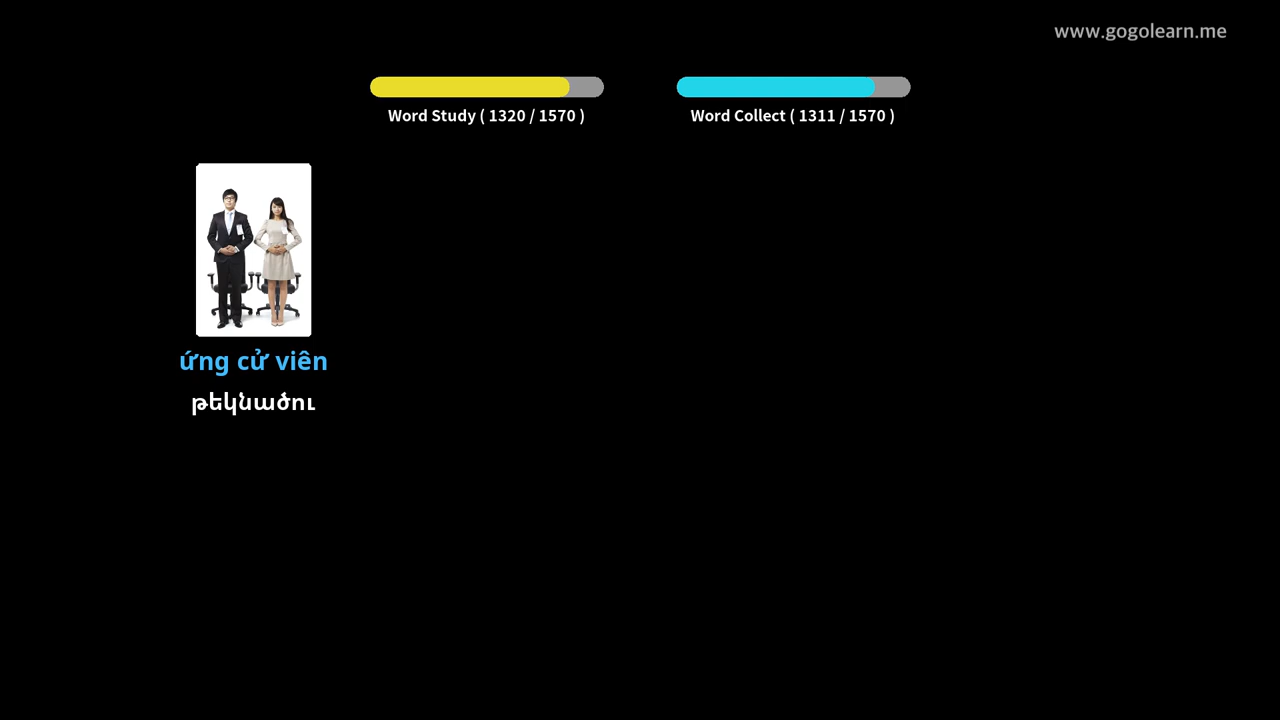 www.gogolearn.me
Word Study ( 1320 / 1570 )
Word Collect ( 1311 / 1570 )
ứng cử viên
թեկնածու